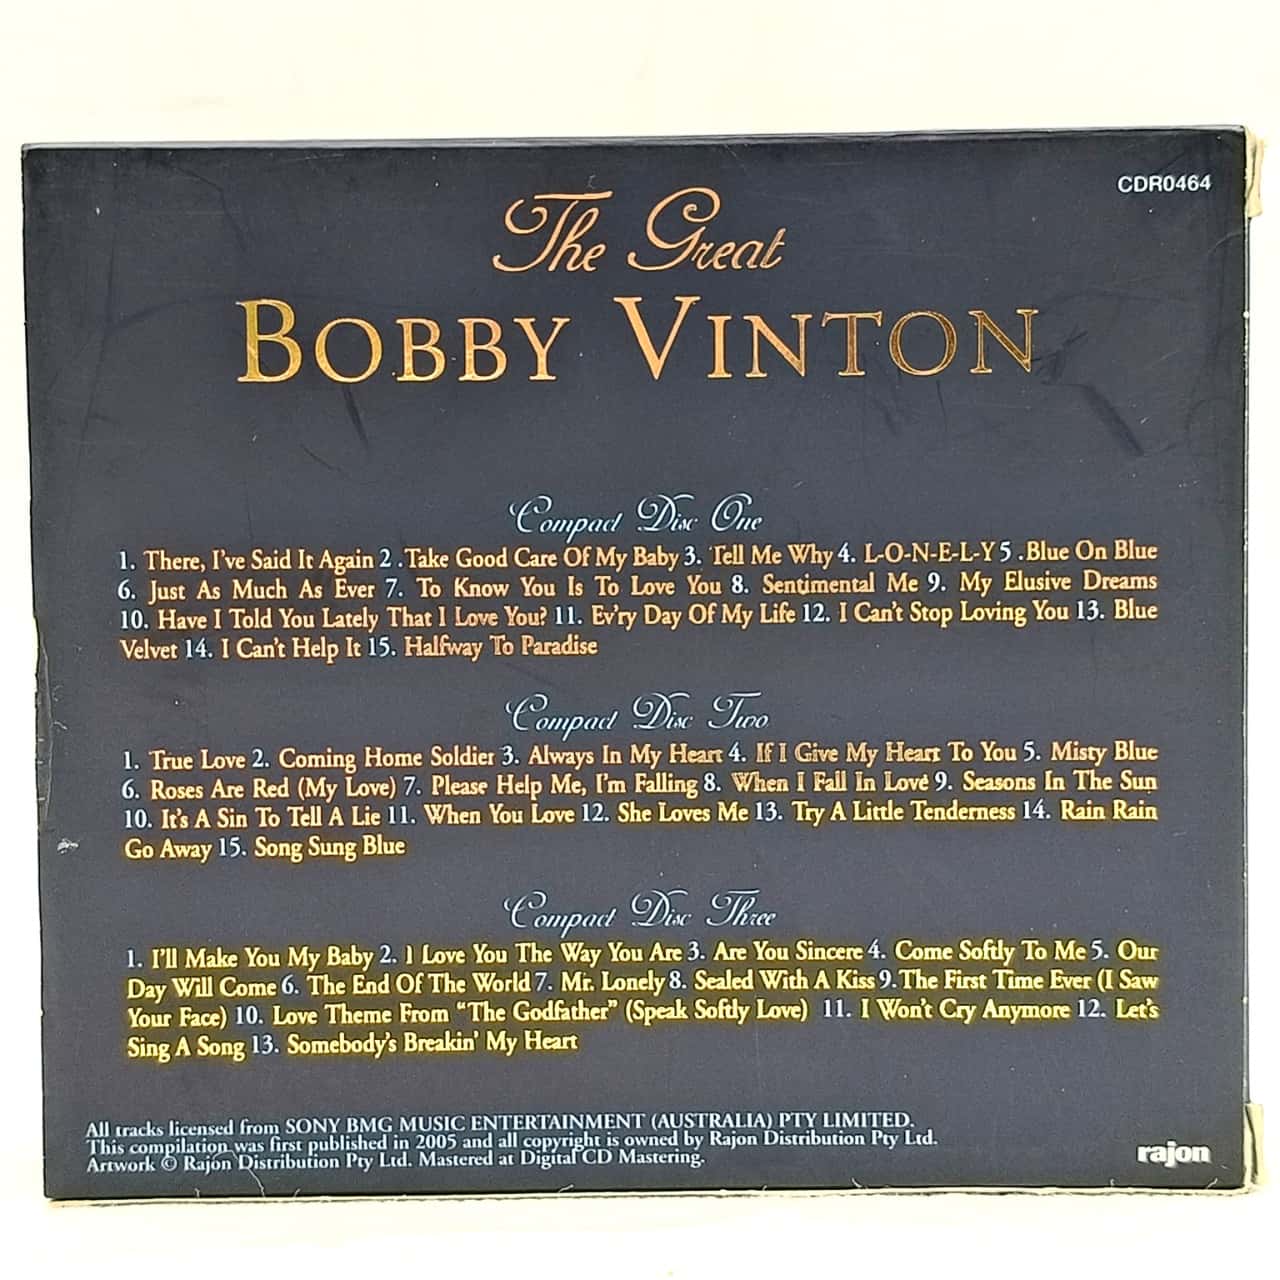 CDR0464
The Great
BOBBY VINTON
Compact Disc One
1. There, I've Said It Again 2 .Take Good Care Of My Baby 3. Tell Me Why 4. L-O-N-E-L-Y 5 .Blue On Blue
6. Just As Much As Ever 7. To Know You Is To Love You 8. Sentimental Me 9. My Elusive Dreams
10. Have I Told You Lately That I Love You? 11. Ev'ry Day Of My Life 12. I Can't Stop Loving You 13. Blue
Velvet 14. I Can't Help It 15. Halfway To Paradise
Compact Disc Two
1. True Love 2. Coming Home Soldier 3. Always In My Heart 4. If I Give My Heart To You 5. Misty Blue
6. Roses Are Red (My Love) 7. Please Help Me, I'm Falling 8. When I Fall In Love 9. Seasons In The Sun
10. It's A Sin To Tell A Lie 11. When You Love 12. She Loves Me 13. Try A Little Tenderness 14. Rain Rain
Go Away 15. Song Sung Blue
Compact Disc Three
1. I'll Make You My Baby 2. I Love You The Way You Are 3. Are You Sincere 4. Come Softly To Me 5. Our
Day Will Come 6. The End Of The World 7. Mr. Lonely 8. Sealed With A Kiss 9. The First Time Ever (I Saw
Your Face) 10. Love Theme From "The Godfather" (Speak Softly Love) 11. I Won't Cry Anymore 12. Let's
Sing A Song 13. Somebody's Breakin' My Heart
All tracks licensed from SONY BMG MUSIC ENTERTAINMENT (AUSTRALIA) PTY LIMITED.
This compilation was first published in 2005 and all copyright is owned by Rajon Distribution Pty Ltd.
Artwork © Rajon Distribution Pty Ltd. Mastered at Digital CD Mastering.
rajon